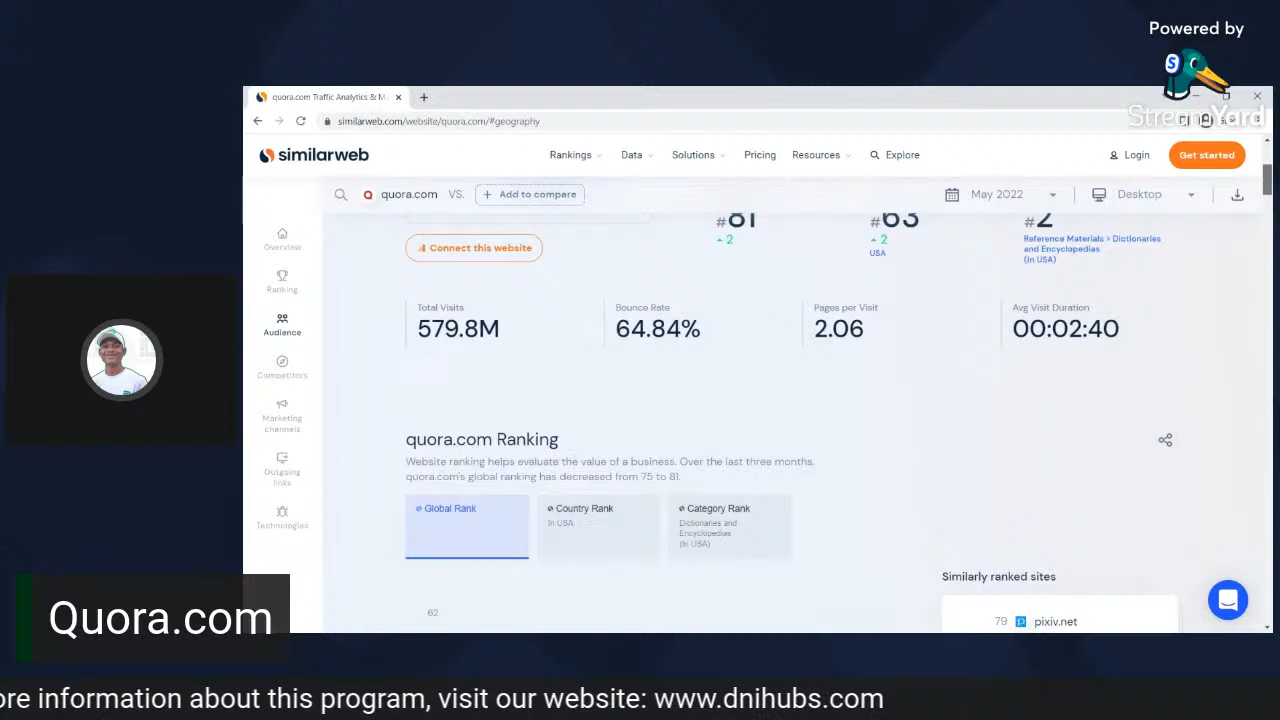 Powered by
StreamYard
quora.com Traffic Analytics & Ma
similarweb.com/website/quora.com/#geography
similarweb
Rankings
Data
Solutions
Pricing
Resources
Explore
Login
Get started
quora.com
VS.
+ Add to compare
May 2022
Desktop
Overview
Ranking
Audience
Competitors
Marketing
channels
Outgoing
links
Technologies
#81
2
#63
2
USA
#2
Reference Materials > Dictionaries
and Encyclopedias
(In USA)
Connect this website
Total Visits
579.8M
Bounce Rate
64.84%
Pages per Visit
2.06
Avg Visit Duration
00:02:40
quora.com Ranking
Website ranking helps evaluate the value of a business. Over the last three months,
quora.com's global ranking has decreased from 75 to 81.
Global Rank
Country Rank
In USA
Category Rank
Dictionaries and
Encyclopedias
(In USA)
62
Similarly ranked sites
79 pixiv.net
Quora.com
ore information about this program, visit our website: www.dnihubs.com